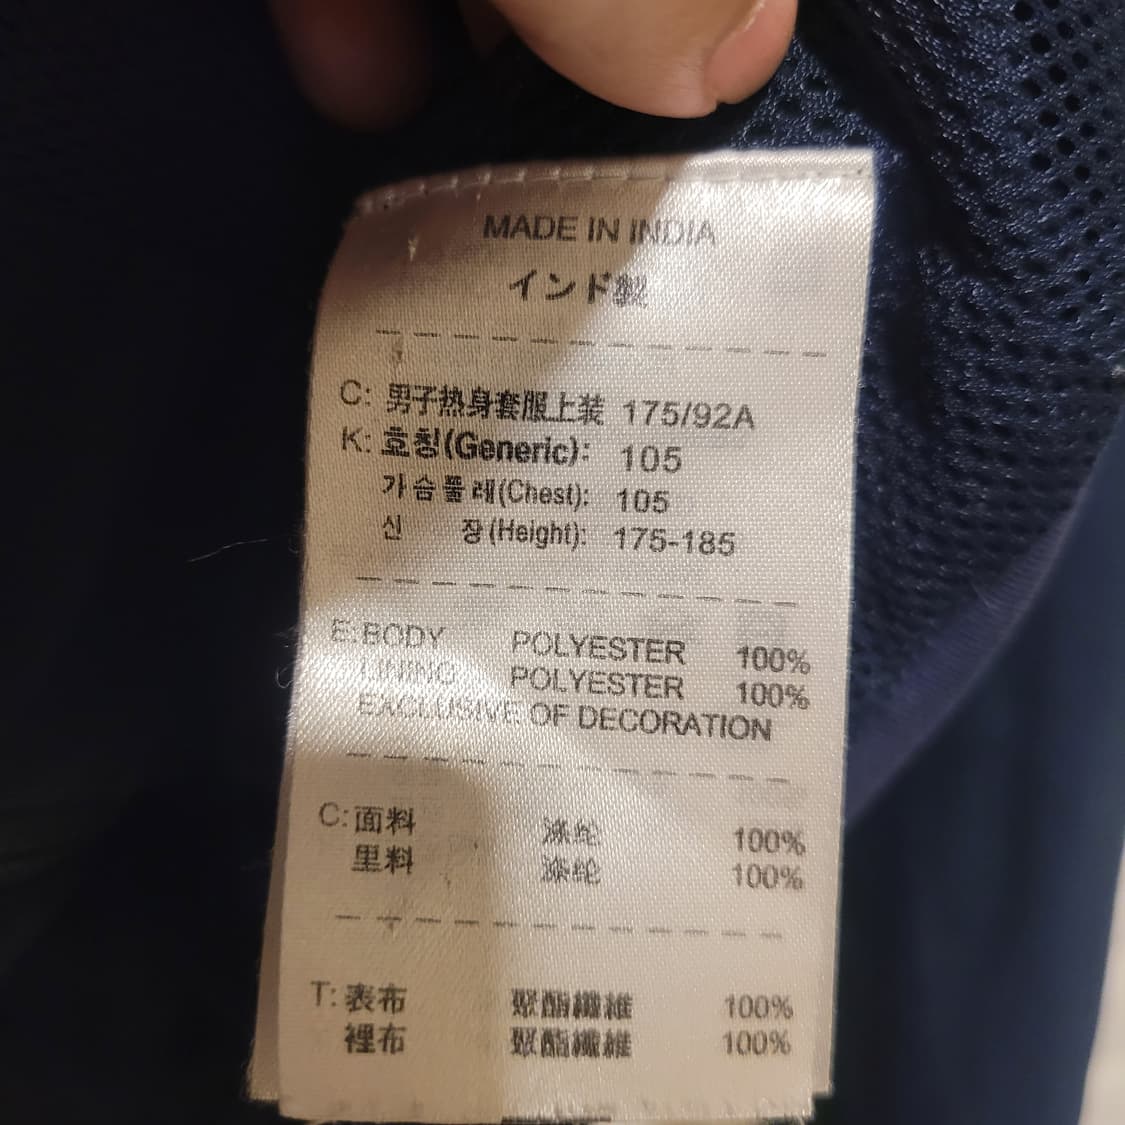 MADE IN INDIA
インド製
C: 男子热身套服上装 175/92A
K: 호칭(Generic): 105
가슴둘레(Chest): 105
신 장(Height): 175-185
E: BODY POLYESTER 100%
LINING POLYESTER 100%
EXCLUSIVE OF DECORATION
C: 面料 涤纶 100%
里料 涤纶 100%
T: 表布 聚酯纖維 100%
裡布 聚酯纖維 100%